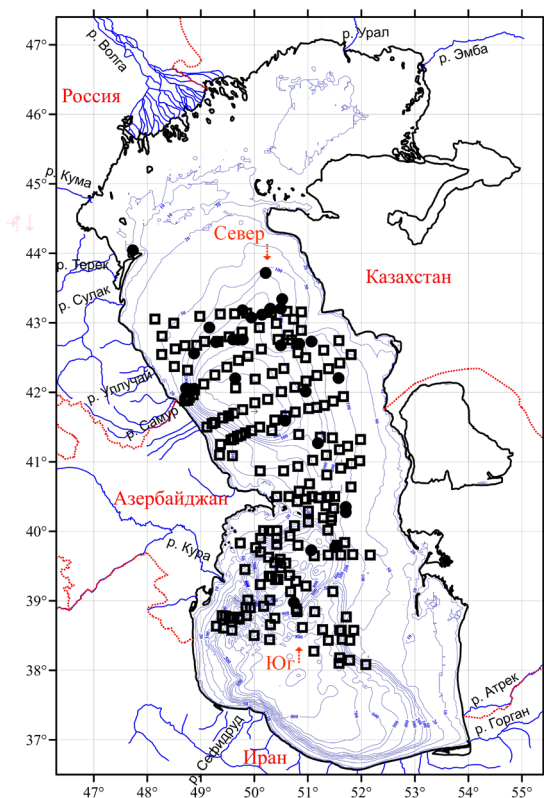 47°
р. Волга
р. Урал
р. Эмба
46°
Россия
45°
р. Кума
44°
Север
р. Терек
Казахстан
р. Сулак
43°
42°
р. Уллучай
р. Самур
41°
Азербайджан
40°
р. Кура
39°
Юг
38°
р. Атрек
37°
р. Горган
р. Сефидруд
Иран
47° 48° 49° 50° 51° 52° 53° 54° 55°